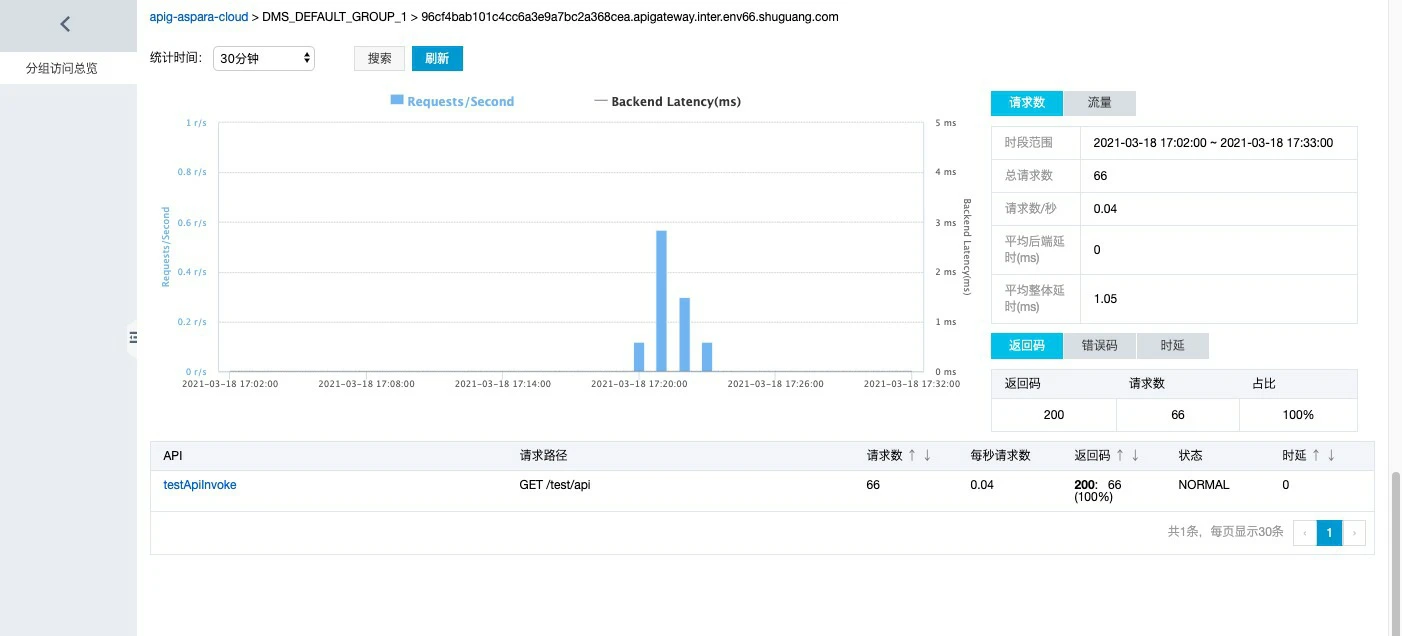 apig-aspara-cloud > DMS_DEFAULT_GROUP_1 > 96cf4bab101c4cc6a3e9a7bc2a368cea.apigateway.inter.env66.shuguang.com
分组访问总览
统计时间: 30分钟 搜索 刷新
Requests/Second Backend Latency(ms)
1 r/s 5 ms
0.8 r/s 4 ms
0.6 r/s 3 ms
0.4 r/s 2 ms
0.2 r/s 1 ms
0 r/s 0 ms
Requests/Second
Backend Latency(ms)
2021-03-18 17:02:00 2021-03-18 17:08:00 2021-03-18 17:14:00 2021-03-18 17:20:00 2021-03-18 17:26:00 2021-03-18 17:32:00
请求数 流量
时段范围 2021-03-18 17:02:00 ~ 2021-03-18 17:33:00
总请求数 66
请求数/秒 0.04
平均后端延
时(ms) 0
平均整体延
时(ms) 1.05
返回码 错误码 时延
返回码 请求数 占比
200 66 100%
API 请求路径 请求数 ↑ ↓ 每秒请求数 返回码 ↑ ↓ 状态 时延 ↑ ↓
testApiInvoke GET /test/api 66 0.04 200: 66 NORMAL 0
(100%)
共1条, 每页显示30条 ‹ 1 ›